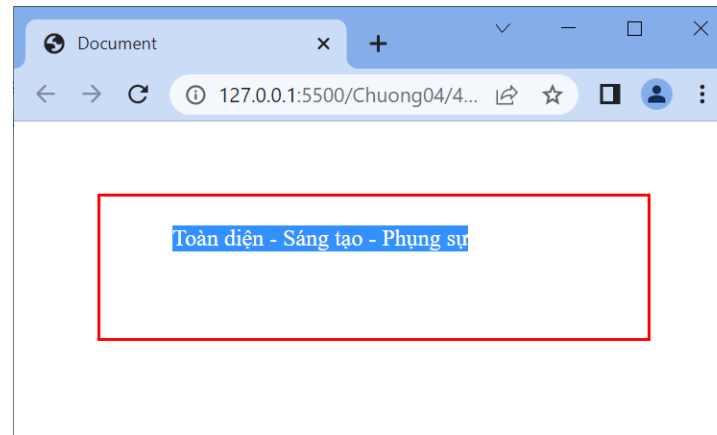 Document
127.0.0.1:5500/Chuong04/4...
Toàn diện - Sáng tạo - Phụng sự